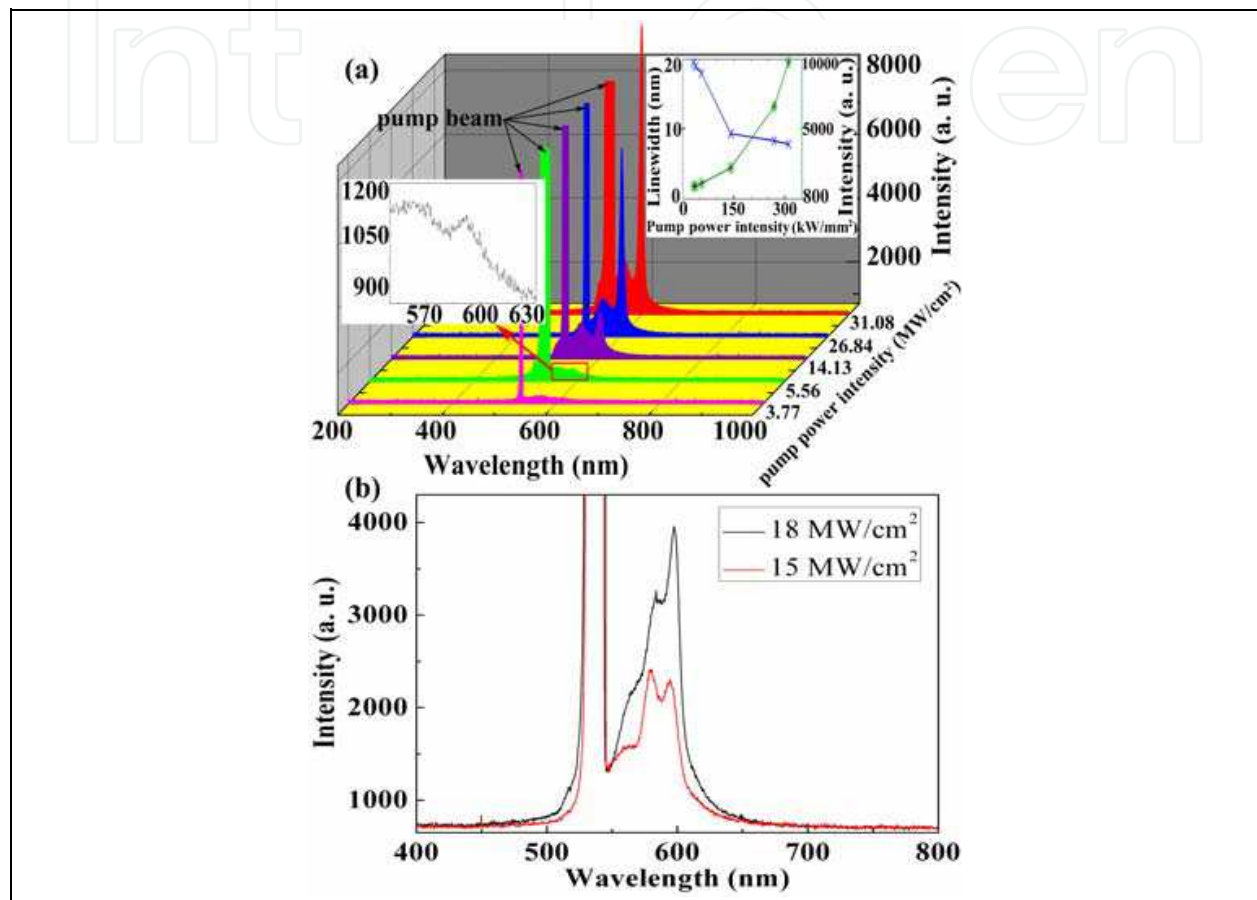 Int Open
(a)
pump beam
8000
6000
4000
2000
Intensity (a. u.)
20
10
0
Linewidth (nm)
10000
5000
800
Intensity (a. u.)
0 150 300
Pump power intensity (kW/mm²)
1200
1050
900
570 600 630
31.08
26.84
14.13
5.56
3.77
pump power intensity (MW/cm²)
200 400 600 800 1000
Wavelength (nm)
(b)
4000
3000
2000
1000
Intensity (a. u.)
18 MW/cm²
15 MW/cm²
400 500 600 700 800
Wavelength (nm)